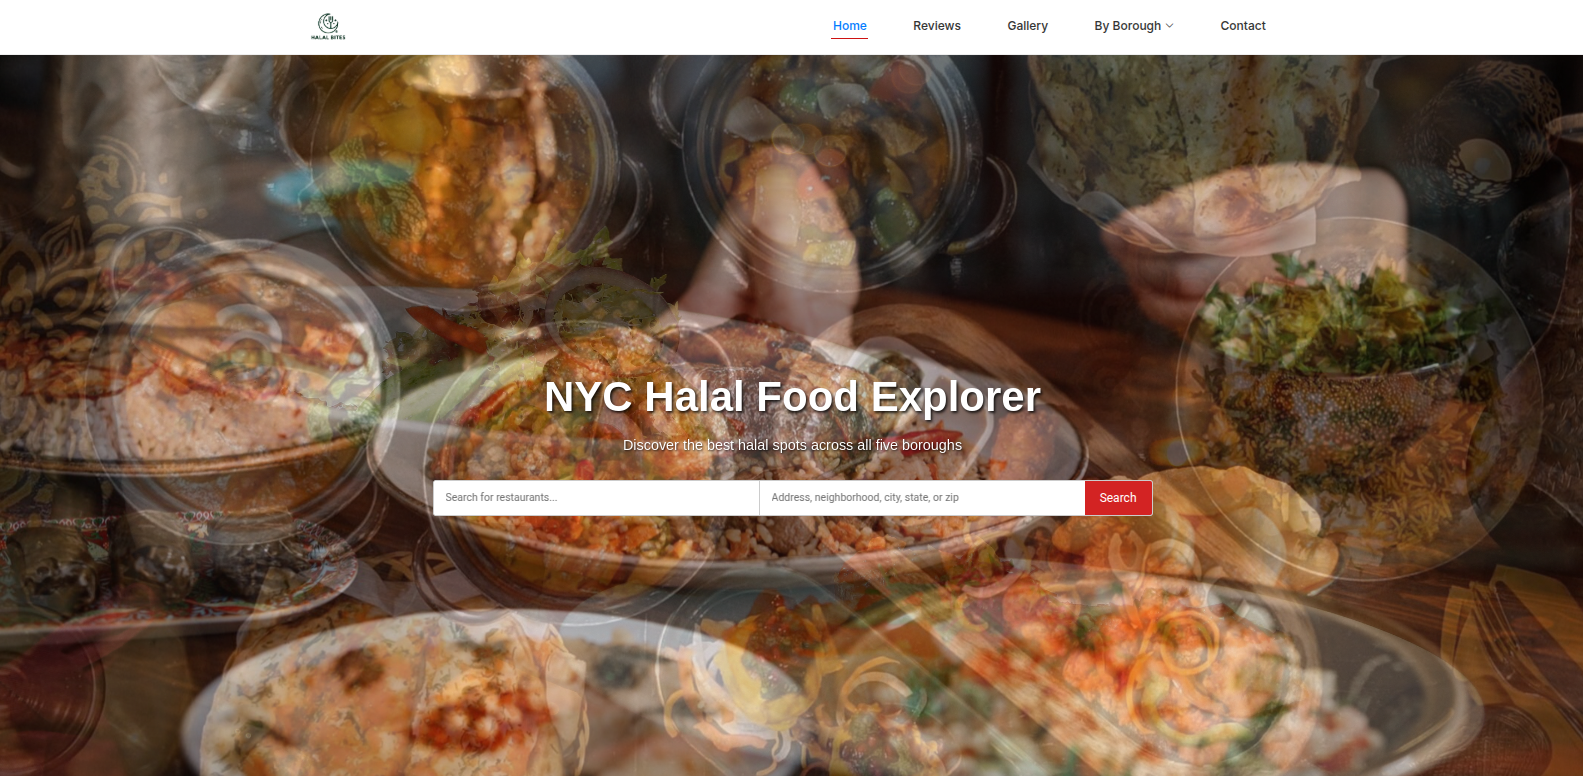 HALAL BITES
Home
Reviews
Gallery
By Borough
Contact
NYC Halal Food Explorer
Discover the best halal spots across all five boroughs
Search for restaurants...
Address, neighborhood, city, state, or zip
Search